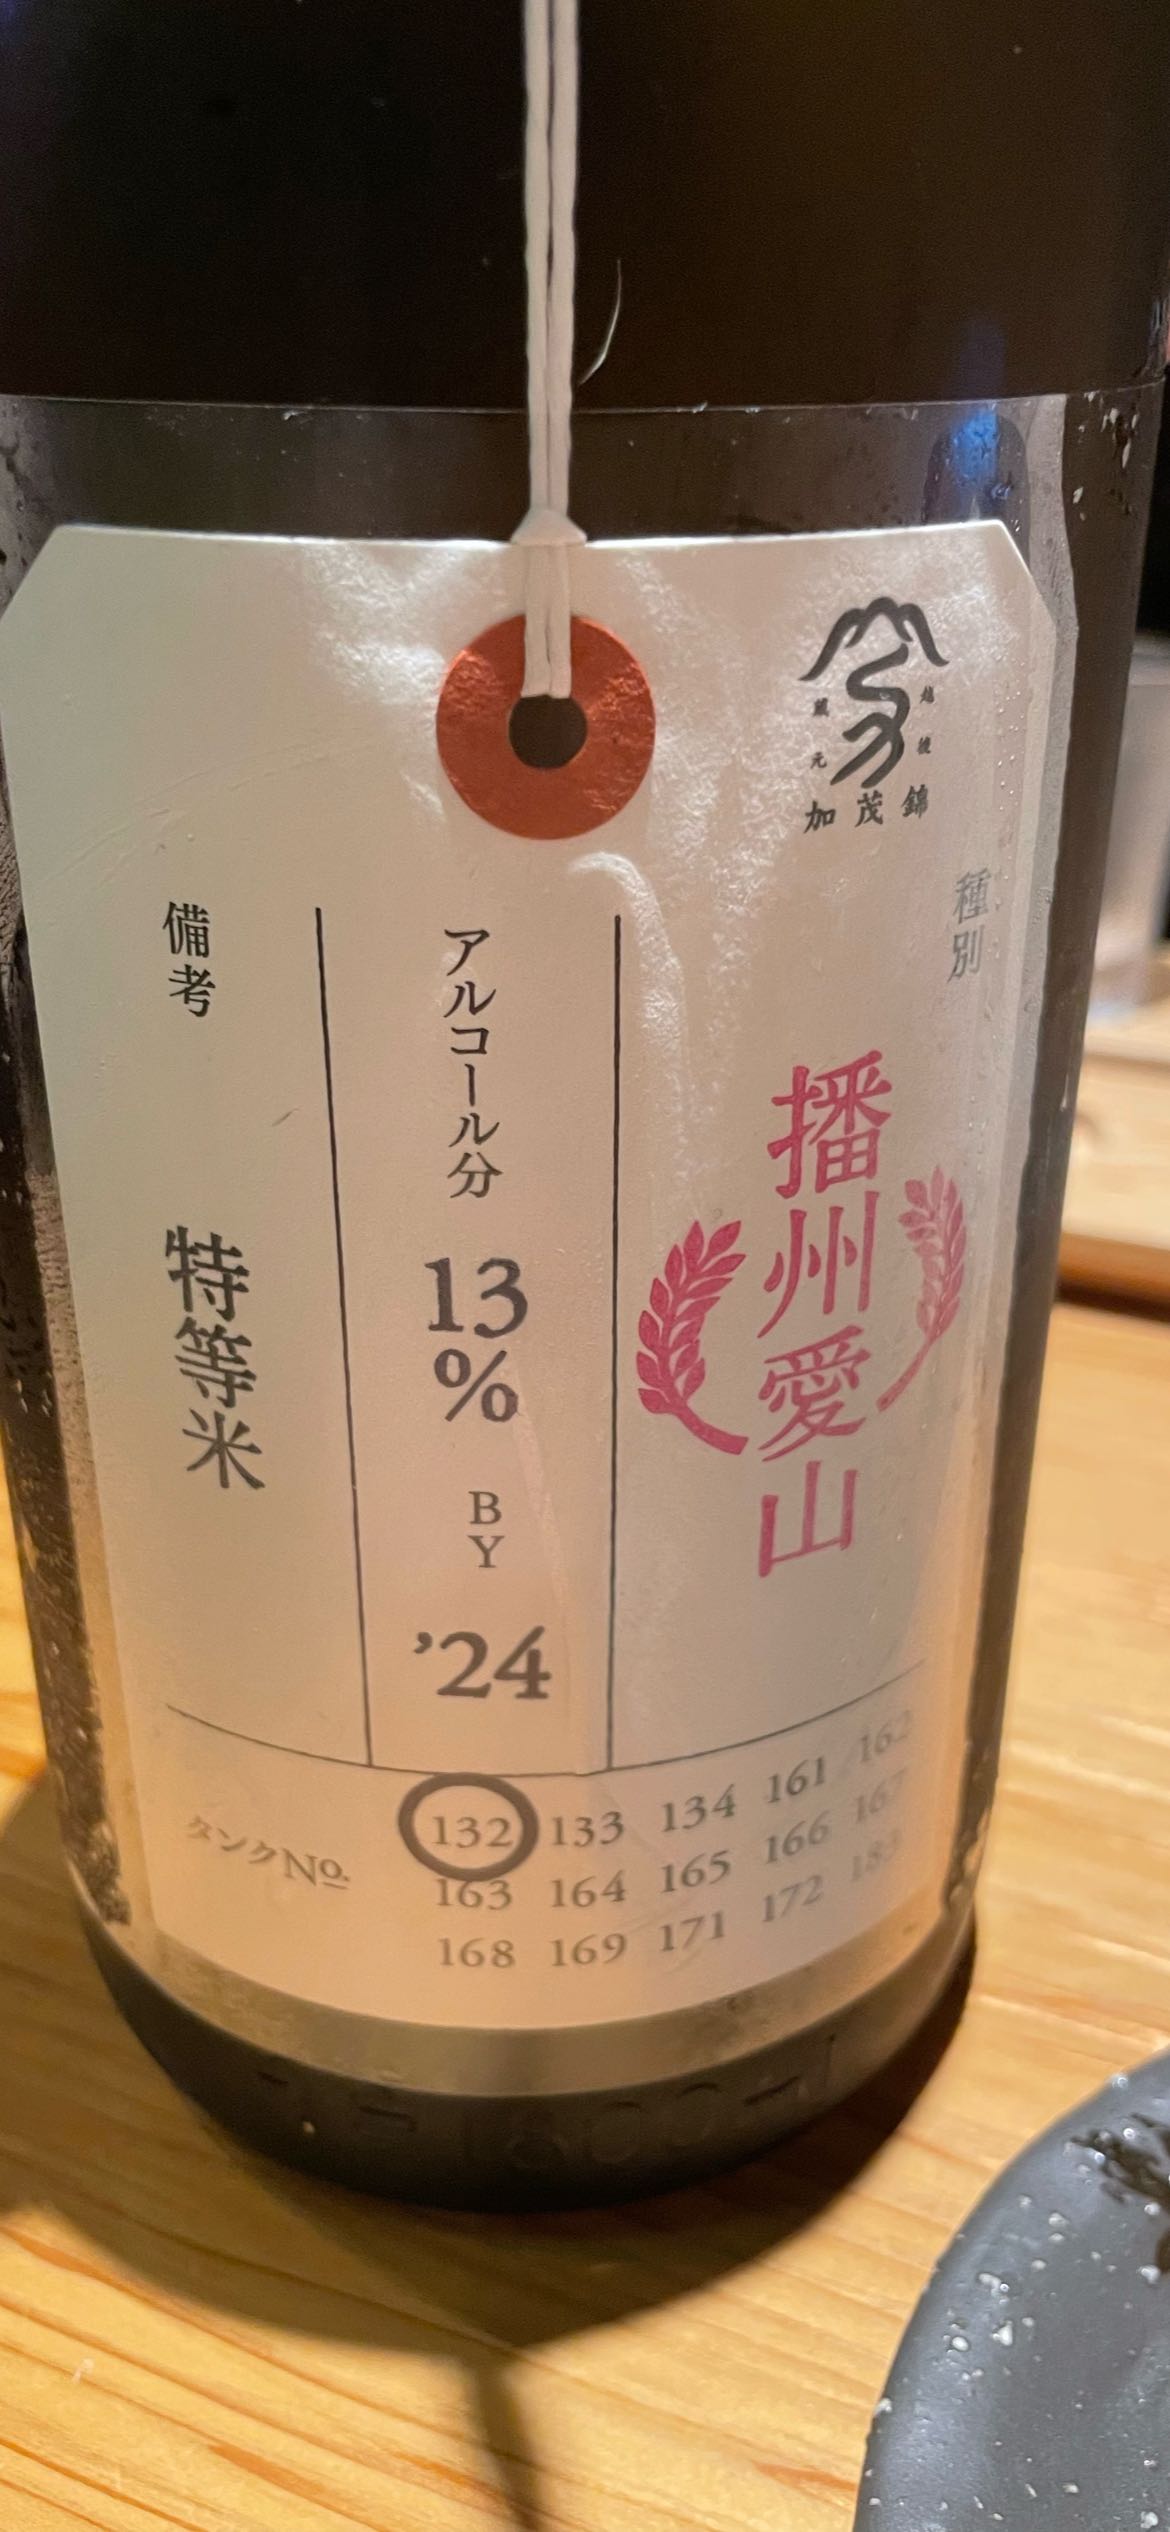 越後
蔵元
加茂錦
種別
播州愛山
アルコール分
13
%
BY
'24
備考
特等米
タンクNo.
132 133 134 161 162
163 164 165 166 167
168 169 171 172 183